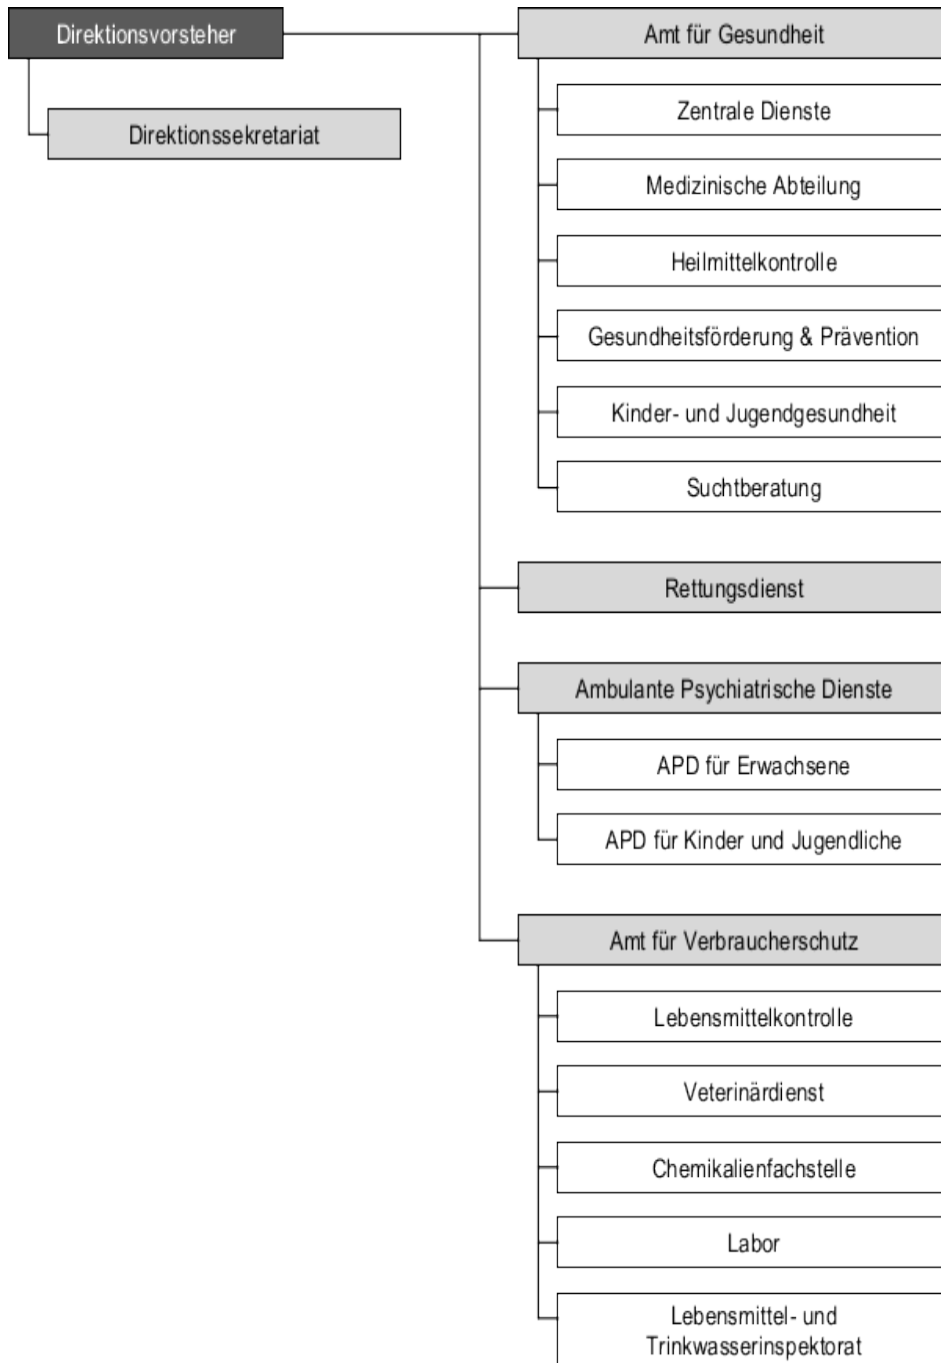 Direktionsvorsteher
Direktionssekretariat
Amt für Gesundheit
Zentrale Dienste
Medizinische Abteilung
Heilmittelkontrolle
Gesundheitsförderung & Prävention
Kinder- und Jugendgesundheit
Suchtberatung
Rettungsdienst
Ambulante Psychiatrische Dienste
APD für Erwachsene
APD für Kinder und Jugendliche
Amt für Verbraucherschutz
Lebensmittelkontrolle
Veterinärdienst
Chemikalienfachstelle
Labor
Lebensmittel- und
Trinkwasserinspektorat